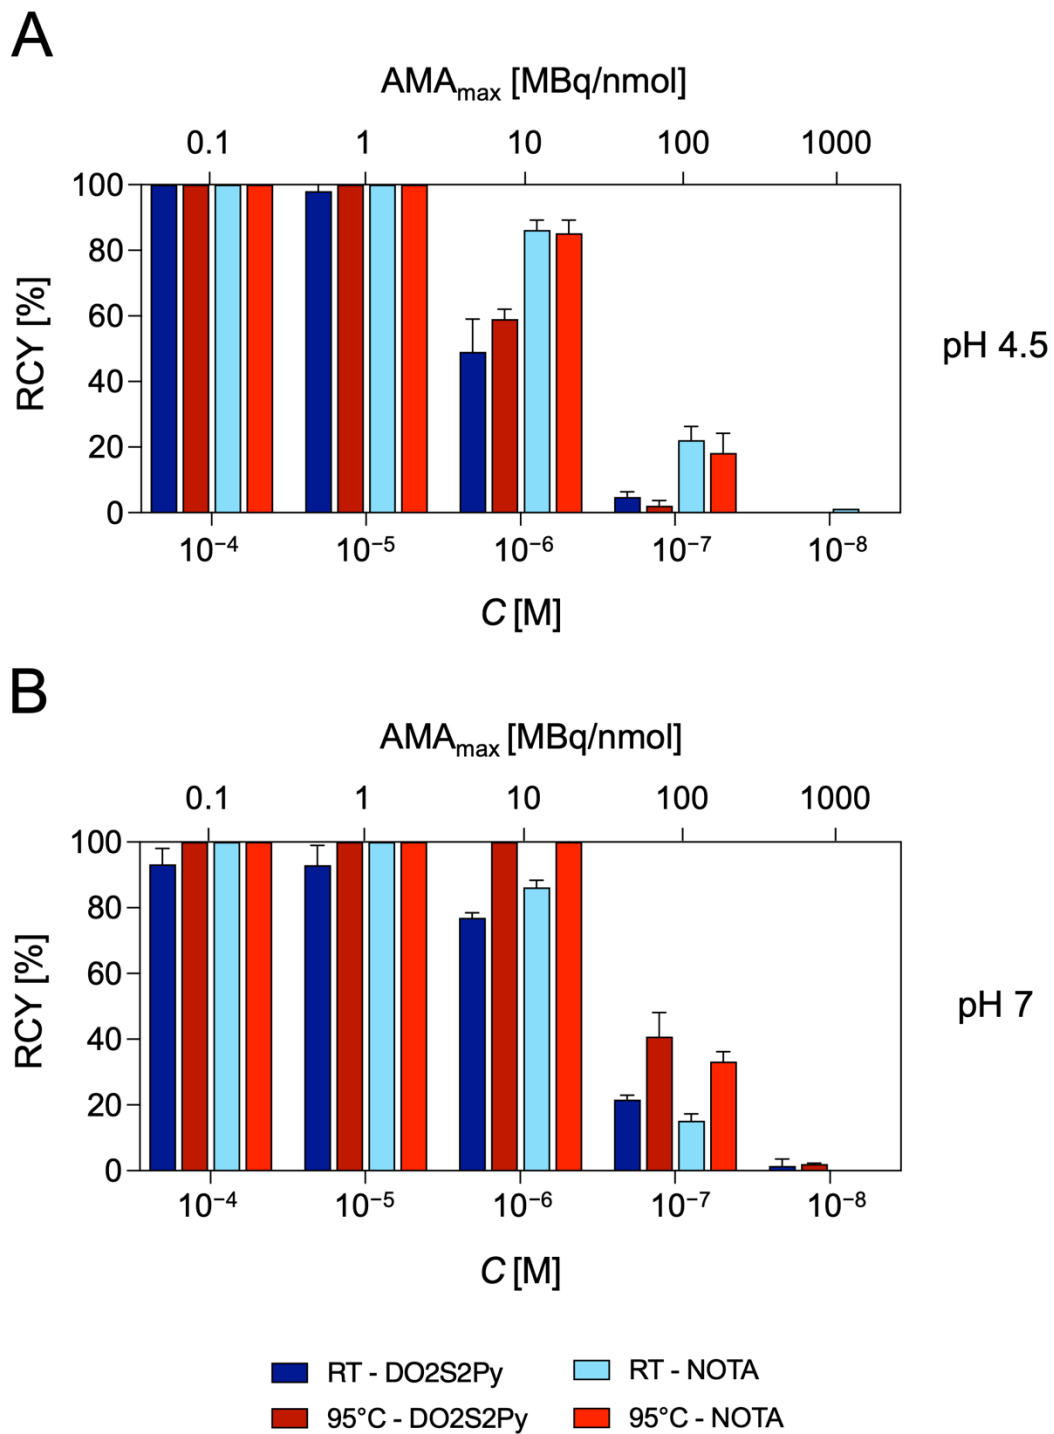 A
AMAmax [MBq/nmol]
0.1 1 10 100 1000
100
80
60
40
20
0
RCY [%]
pH 4.5
10⁻⁴ 10⁻⁵ 10⁻⁶ 10⁻⁷ 10⁻⁸
C [M]
B
AMAmax [MBq/nmol]
0.1 1 10 100 1000
100
80
60
40
20
0
RCY [%]
pH 7
10⁻⁴ 10⁻⁵ 10⁻⁶ 10⁻⁷ 10⁻⁸
C [M]
RT - DO2S2Py RT - NOTA
95°C - DO2S2Py 95°C - NOTA